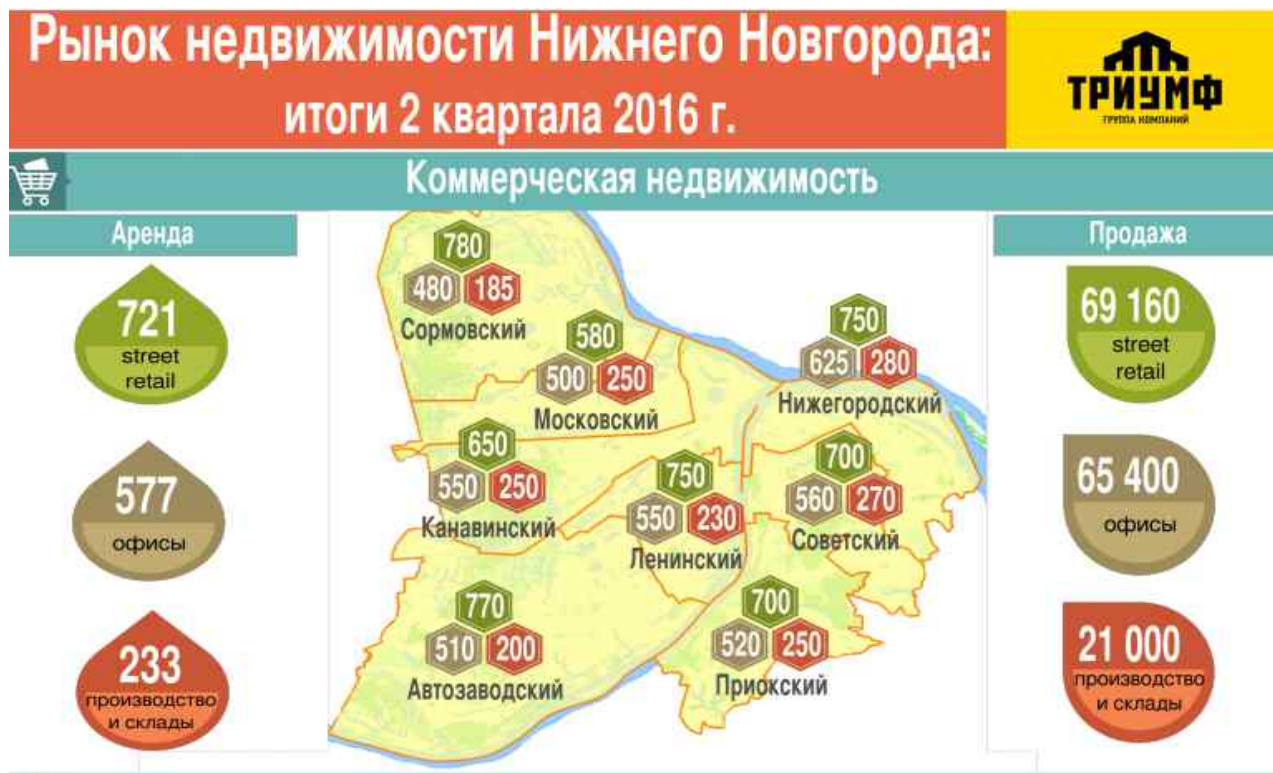 Рынок недвижимости Нижнего Новгорода:
итоги 2 квартала 2016 г.
ТРИУМФ
ГРУППА КОМПАНИЙ
Коммерческая недвижимость
Аренда
721
street
retail
577
офисы
233
производство
и склады
780
480 185
Сормовский
580
500 250
Московский
750
625 280
Нижегородский
650
550 250
Канавинский
750
550 230
Ленинский
700
560 270
Советский
770
510 200
Автозаводский
700
520 250
Приокский
Продажа
69 160
street
retail
65 400
офисы
21 000
производство
и склады